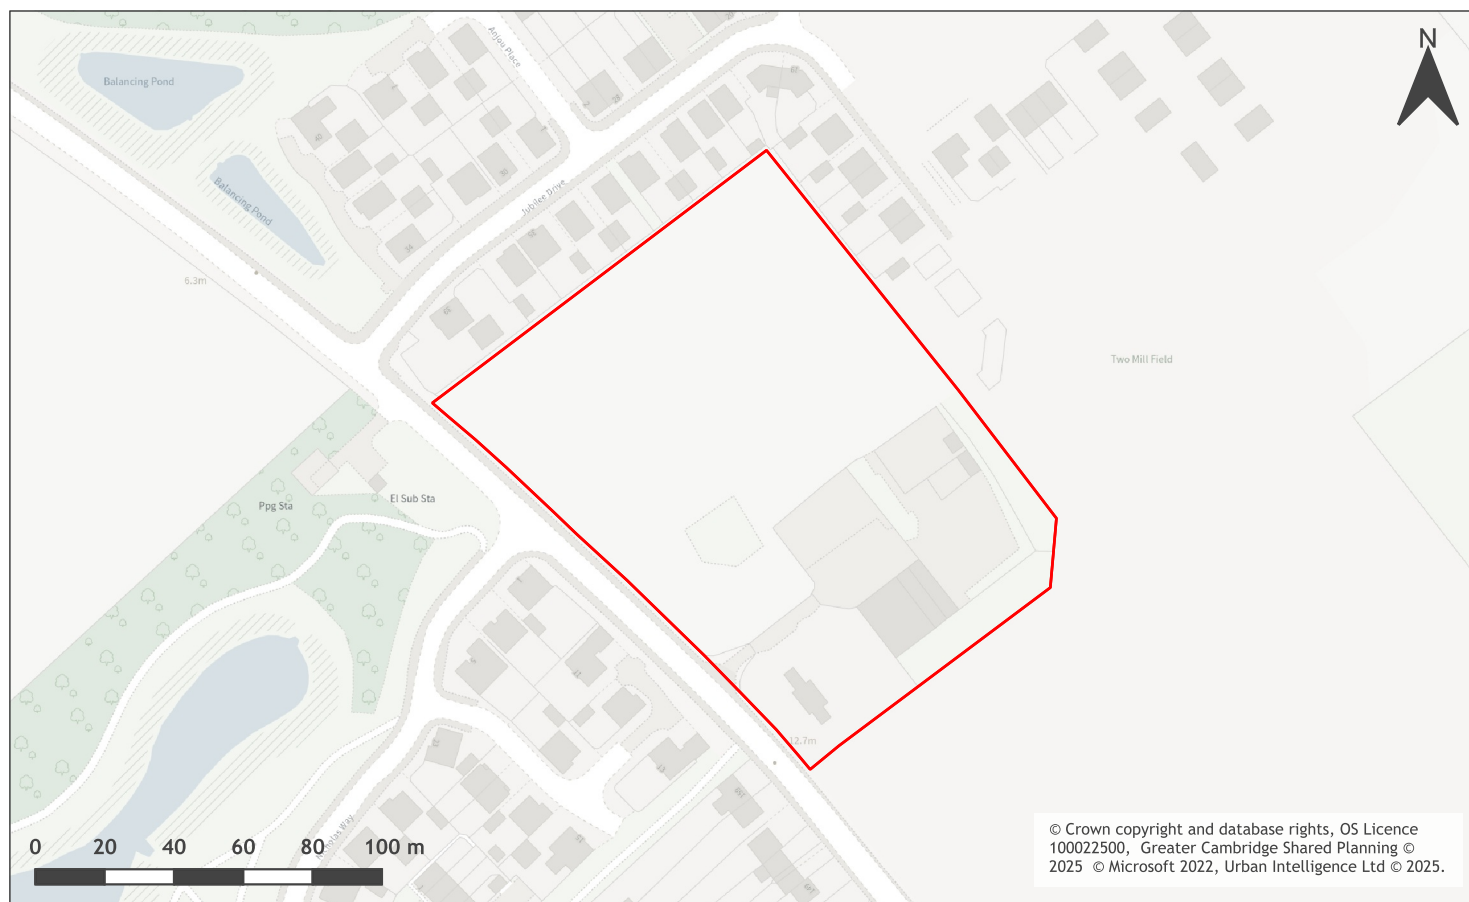 Anjou Place
N
Balancing Pond
Balancing Pond
Jubilee Drive
6.3m
Two Mill Field
Ppg Sta
El Sub Sta
12.7m
0 20 40 60 80 100 m
© Crown copyright and database rights, OS Licence
100022500, Greater Cambridge Shared Planning ©
2025 © Microsoft 2022, Urban Intelligence Ltd © 2025.